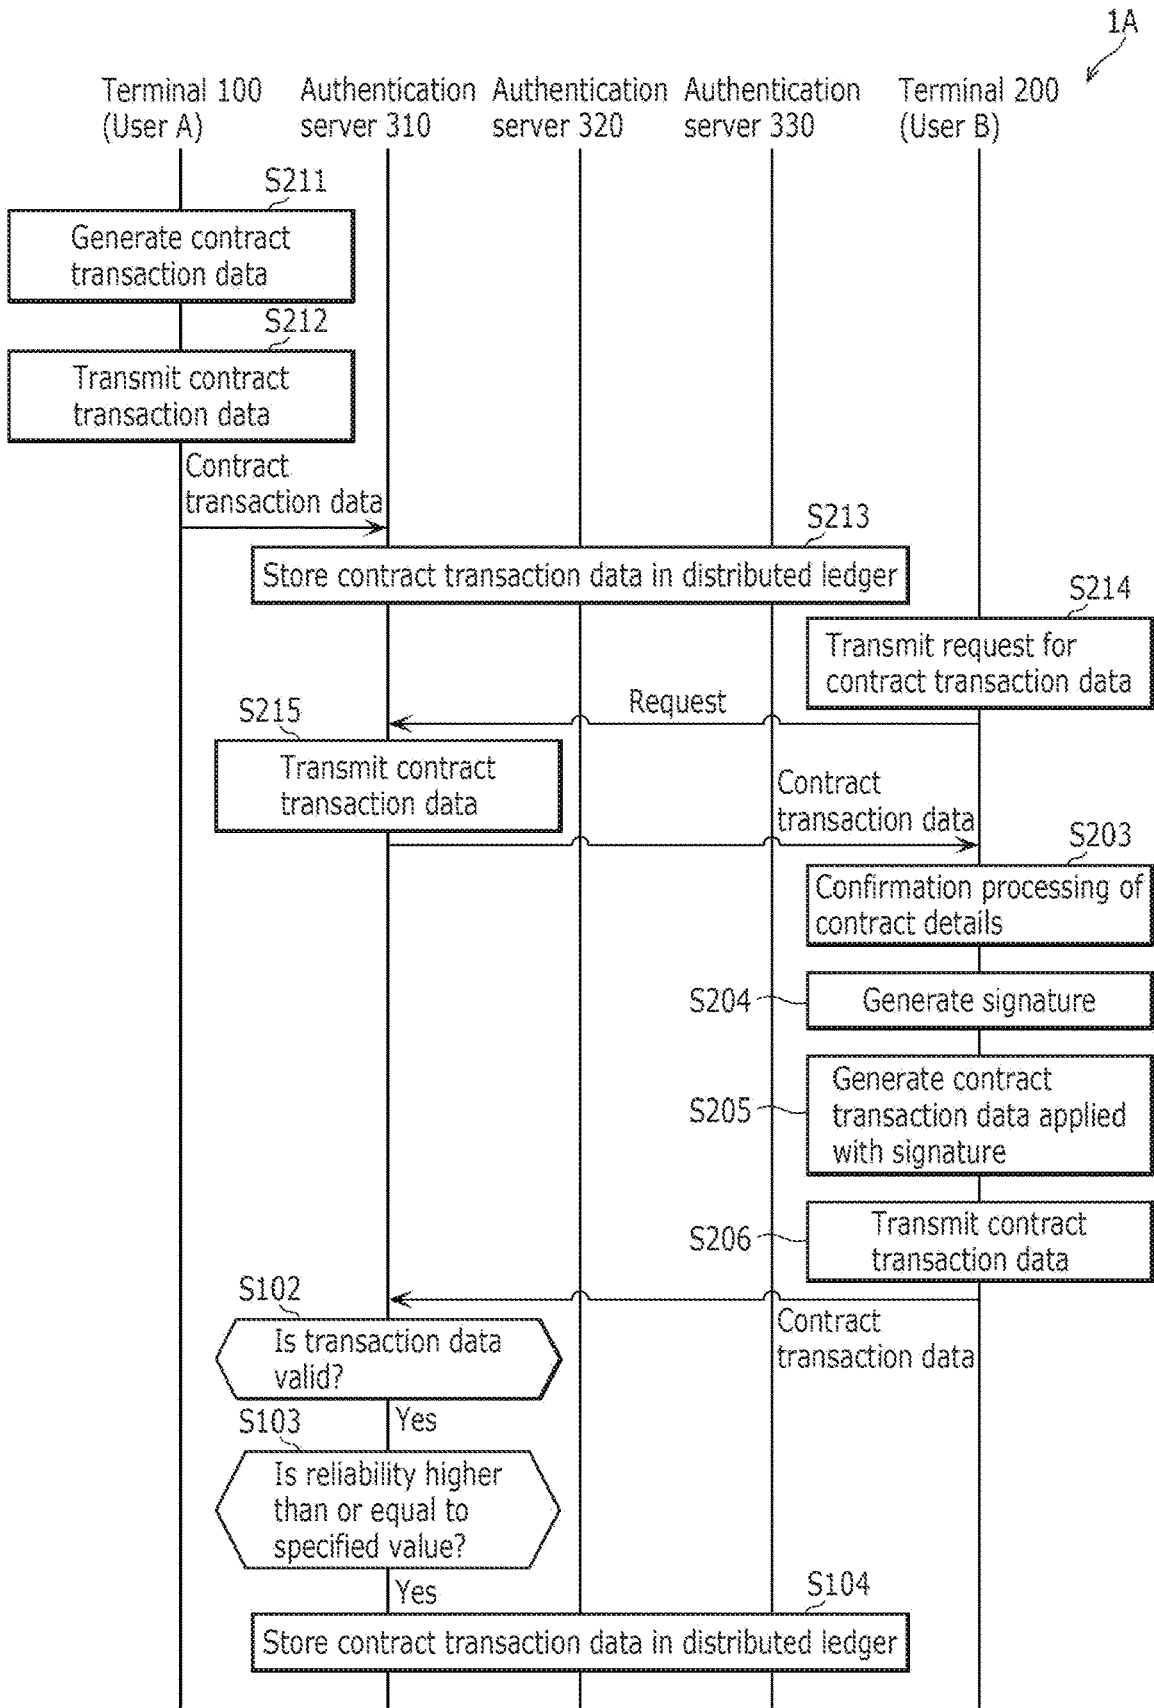 1A
Terminal 100
(User A)
Authentication
server 310
Authentication
server 320
Authentication
server 330
Terminal 200
(User B)
S211
Generate contract
transaction data
S212
Transmit contract
transaction data
Contract
transaction data
S213
Store contract transaction data in distributed ledger
S214
Transmit request for
contract transaction data
Request
S215
Transmit contract
transaction data
Contract
transaction data
S203
Confirmation processing of
contract details
S204
Generate signature
S205
Generate contract
transaction data applied
with signature
S206
Transmit contract
transaction data
Contract
transaction data
S102
Is transaction data
valid?
Yes
S103
Is reliability higher
than or equal to
specified value?
Yes
S104
Store contract transaction data in distributed ledger